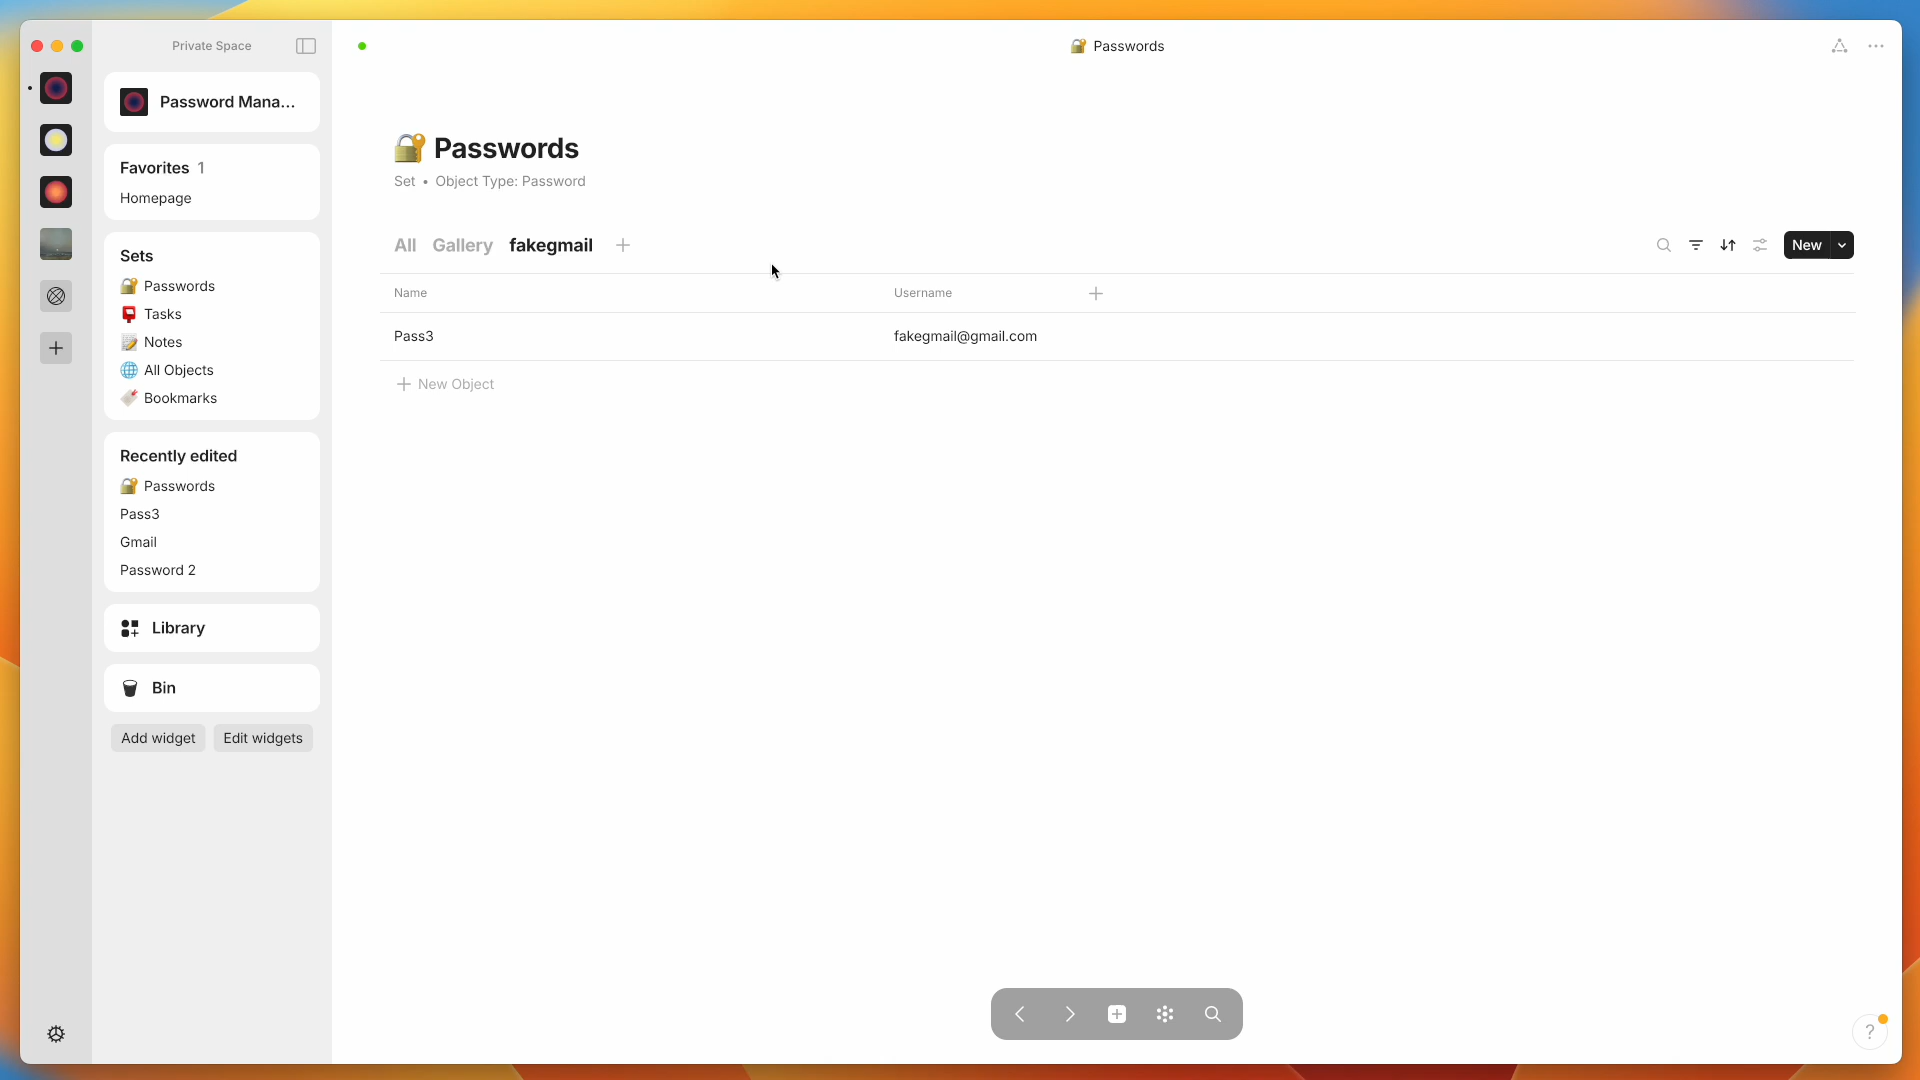 Private Space
Passwords
Password Mana...
Favorites 1
Homepage
Sets
Passwords
Tasks
Notes
All Objects
Bookmarks
Recently edited
Passwords
Pass3
Gmail
Password 2
Library
Bin
Add widget Edit widgets
Passwords
Set • Object Type: Password
All Gallery fakegmail
New
Name Username
Pass3 fakegmail@gmail.com
New Object
?